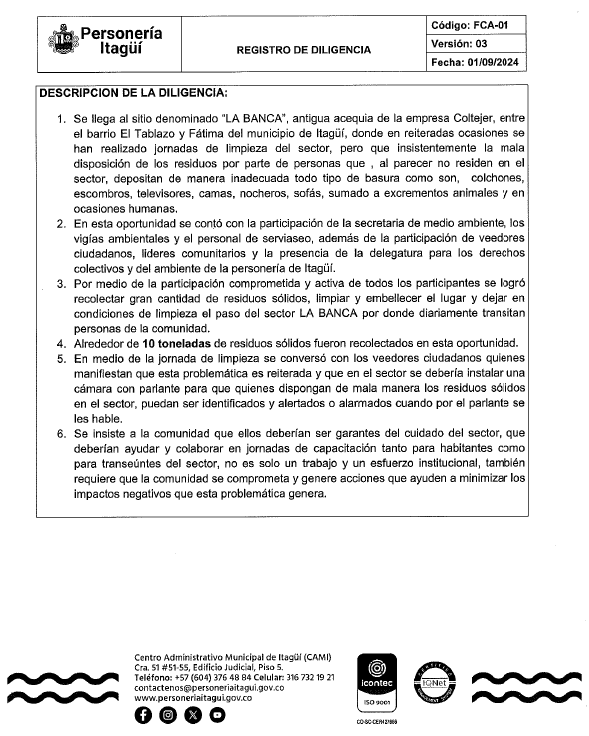 Personería
Itagüí
REGISTRO DE DILIGENCIA
Código: FCA-01
Versión: 03
Fecha: 01/09/2024
DESCRIPCION DE LA DILIGENCIA:
1. Se llega al sitio denominado “LA BANCA”, antigua acequia de la empresa Coltejer, entre
el barrio El Tablazo y Fátima del municipio de Itagüí, donde en reiteradas ocasiones se
han realizado jornadas de limpieza del sector, pero que insistentemente la mala
disposición de los residuos por parte de personas que , al parecer no residen en el
sector, depositan de manera inadecuada todo tipo de basura como son, colchones,
escombros, televisores, camas, nocheros, sofás, sumado a excrementos animales y en
ocasiones humanas.
2. En esta oportunidad se contó con la participación de la secretaria de medio ambiente, los
vigías ambientales y el personal de serviaseo, además de la participación de veedores
ciudadanos, lideres comunitarios y la presencia de la delegatura para los derechos
colectivos y del ambiente de la personería de Itagüí.
3. Por medio de la participación comprometida y activa de todos los participantes se logró
recolectar gran cantidad de residuos sólidos, limpiar y embellecer el lugar y dejar en
condiciones de limpieza el paso del sector LA BANCA por donde diariamente transitan
personas de la comunidad.
4. Alrededor de 10 toneladas de residuos sólidos fueron recolectados en esta oportunidad.
5. En medio de la jornada de limpieza se conversó con los veedores ciudadanos quienes
manifiestan que esta problemática es reiterada y que en el sector se debería instalar una
cámara con parlante para que quienes dispongan de mala manera los residuos sólidos
en el sector, puedan ser identificados y alertados o alarmados cuando por el parlante se
les hable.
6. Se insiste a la comunidad que ellos deberían ser garantes del cuidado del sector, que
deberían ayudar y colaborar en jornadas de capacitación tanto para habitantes como
para transeúntes del sector, no es solo un trabajo y un esfuerzo institucional, también
requiere que la comunidad se comprometa y genere acciones que ayuden a minimizar los
impactos negativos que esta problemática genera.
Centro Administrativo Municipal de Itagüí (CAMI)
Cra. 51 #51-55, Edificio Judicial, Piso 5.
Teléfono: +57 (604) 376 48 84 Celular: 316 732 19 21
contactenos@personeriaitagui.gov.co
www.personeriaitagui.gov.co
icontec
ISO 9001
IQNet